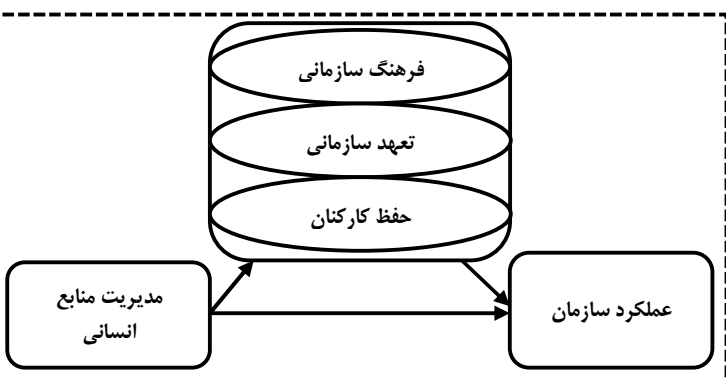 فرهنگ سازمانی
تعهد سازمانی
حفظ کارکنان
مدیریت منابع
انسانی
عملکرد سازمان